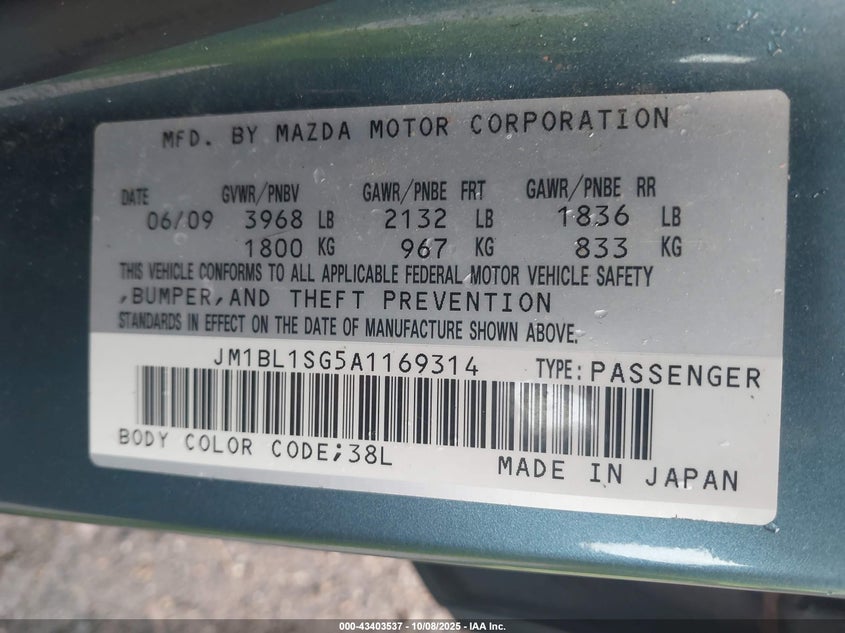 MFD. BY MAZDA MOTOR CORPORATION
DATE GVWR/PNBV GAWR/PNBE FRT GAWR/PNBE RR
06/09 3968 LB 2132 LB 1836 LB
1800 KG 967 KG 833 KG
THIS VEHICLE CONFORMS TO ALL APPLICABLE FEDERAL MOTOR VEHICLE SAFETY
,BUMPER,AND THEFT PREVENTION
STANDARDS IN EFFECT ON THE DATE OF MANUFACTURE SHOWN ABOVE.
JM1BL1SG5A1169314 TYPE:PASSENGER
BODY COLOR CODE;38L
MADE IN JAPAN
000-43403537 - 10/08/2025 - IAA Inc.